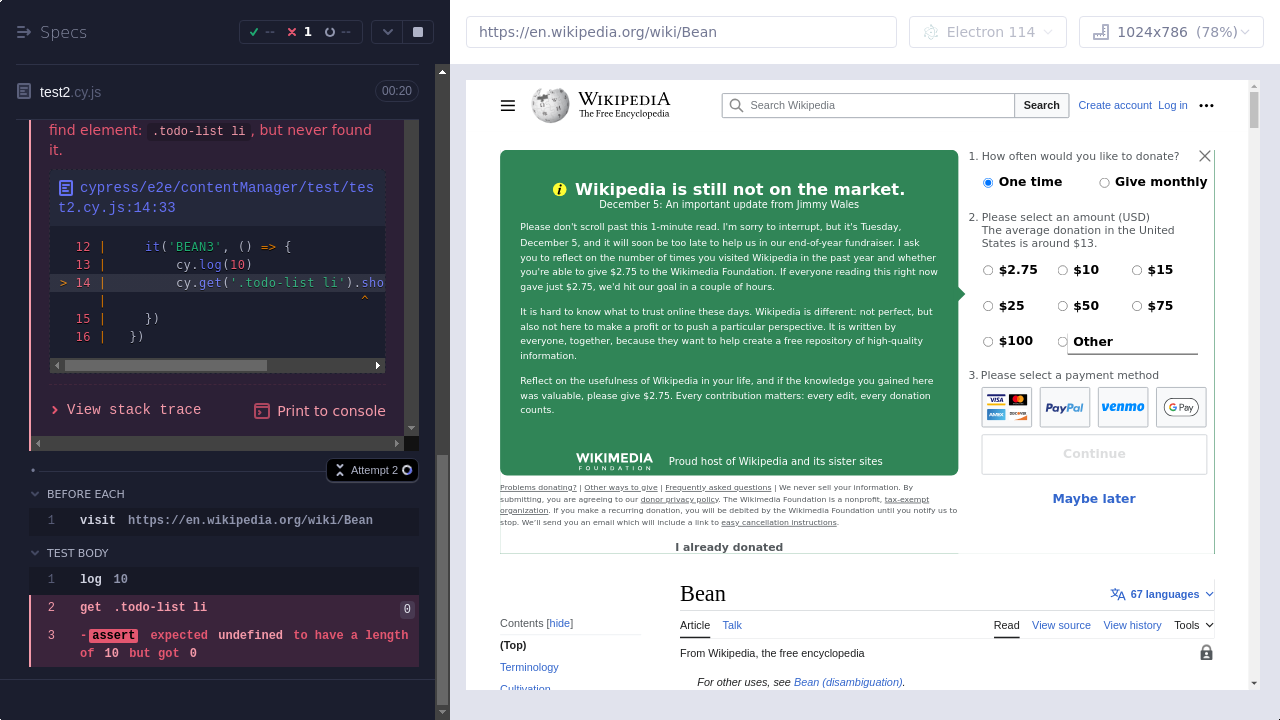 Specs
-- 1 --
https://en.wikipedia.org/wiki/Bean
Electron 114
1024x786 (78%)
test2.cy.js
00:20
find element: .todo-list li, but never found
it.
cypress/e2e/contentManager/test/tes
t2.cy.js:14:33
12 | it('BEAN3', () => {
13 | cy.log(10)
> 14 | cy.get('.todo-list li').sho
| ^
15 | })
16 | })
View stack trace
Print to console
Attempt 2
BEFORE EACH
1 visit https://en.wikipedia.org/wiki/Bean
TEST BODY
1 log 10
2 get .todo-list li 0
3 -assert expected undefined to have a length
of 10 but got 0
WIKIPEDIA
The Free Encyclopedia
Search Wikipedia
Search
Create account Log in
Wikipedia is still not on the market.
December 5: An important update from Jimmy Wales
Please don't scroll past this 1-minute read. I'm sorry to interrupt, but it's Tuesday,
December 5, and it will soon be too late to help us in our end-of-year fundraiser. I ask
you to reflect on the number of times you visited Wikipedia in the past year and whether
you're able to give $2.75 to the Wikimedia Foundation. If everyone reading this right now
gave just $2.75, we'd hit our goal in a couple of hours.
It is hard to know what to trust online these days. Wikipedia is different: not perfect, but
also not here to make a profit or to push a particular perspective. It is written by
everyone, together, because they want to help create a free repository of high-quality
information.
Reflect on the usefulness of Wikipedia in your life, and if the knowledge you gained here
was valuable, please give $2.75. Every contribution matters: every edit, every donation
counts.
WIKIMEDIA
FOUNDATION
Proud host of Wikipedia and its sister sites
Problems donating? | Other ways to give | Frequently asked questions | We never sell your information. By
submitting, you are agreeing to our donor privacy policy. The Wikimedia Foundation is a nonprofit, tax-exempt
organization. If you make a recurring donation, you will be debited by the Wikimedia Foundation until you notify us to
stop. We'll send you an email which will include a link to easy cancellation instructions.
I already donated
1. How often would you like to donate?
One time Give monthly
2. Please select an amount (USD)
The average donation in the United
States is around $13.
$2.75 $10 $15
$25 $50 $75
$100 Other
3. Please select a payment method
VISA
AMEX DISCOVER
PayPal
venmo
G Pay
Continue
Maybe later
Contents [hide]
(Top)
Terminology
Cultivation
Bean
67 languages
Article Talk
Read View source View history Tools
From Wikipedia, the free encyclopedia
For other uses, see Bean (disambiguation).